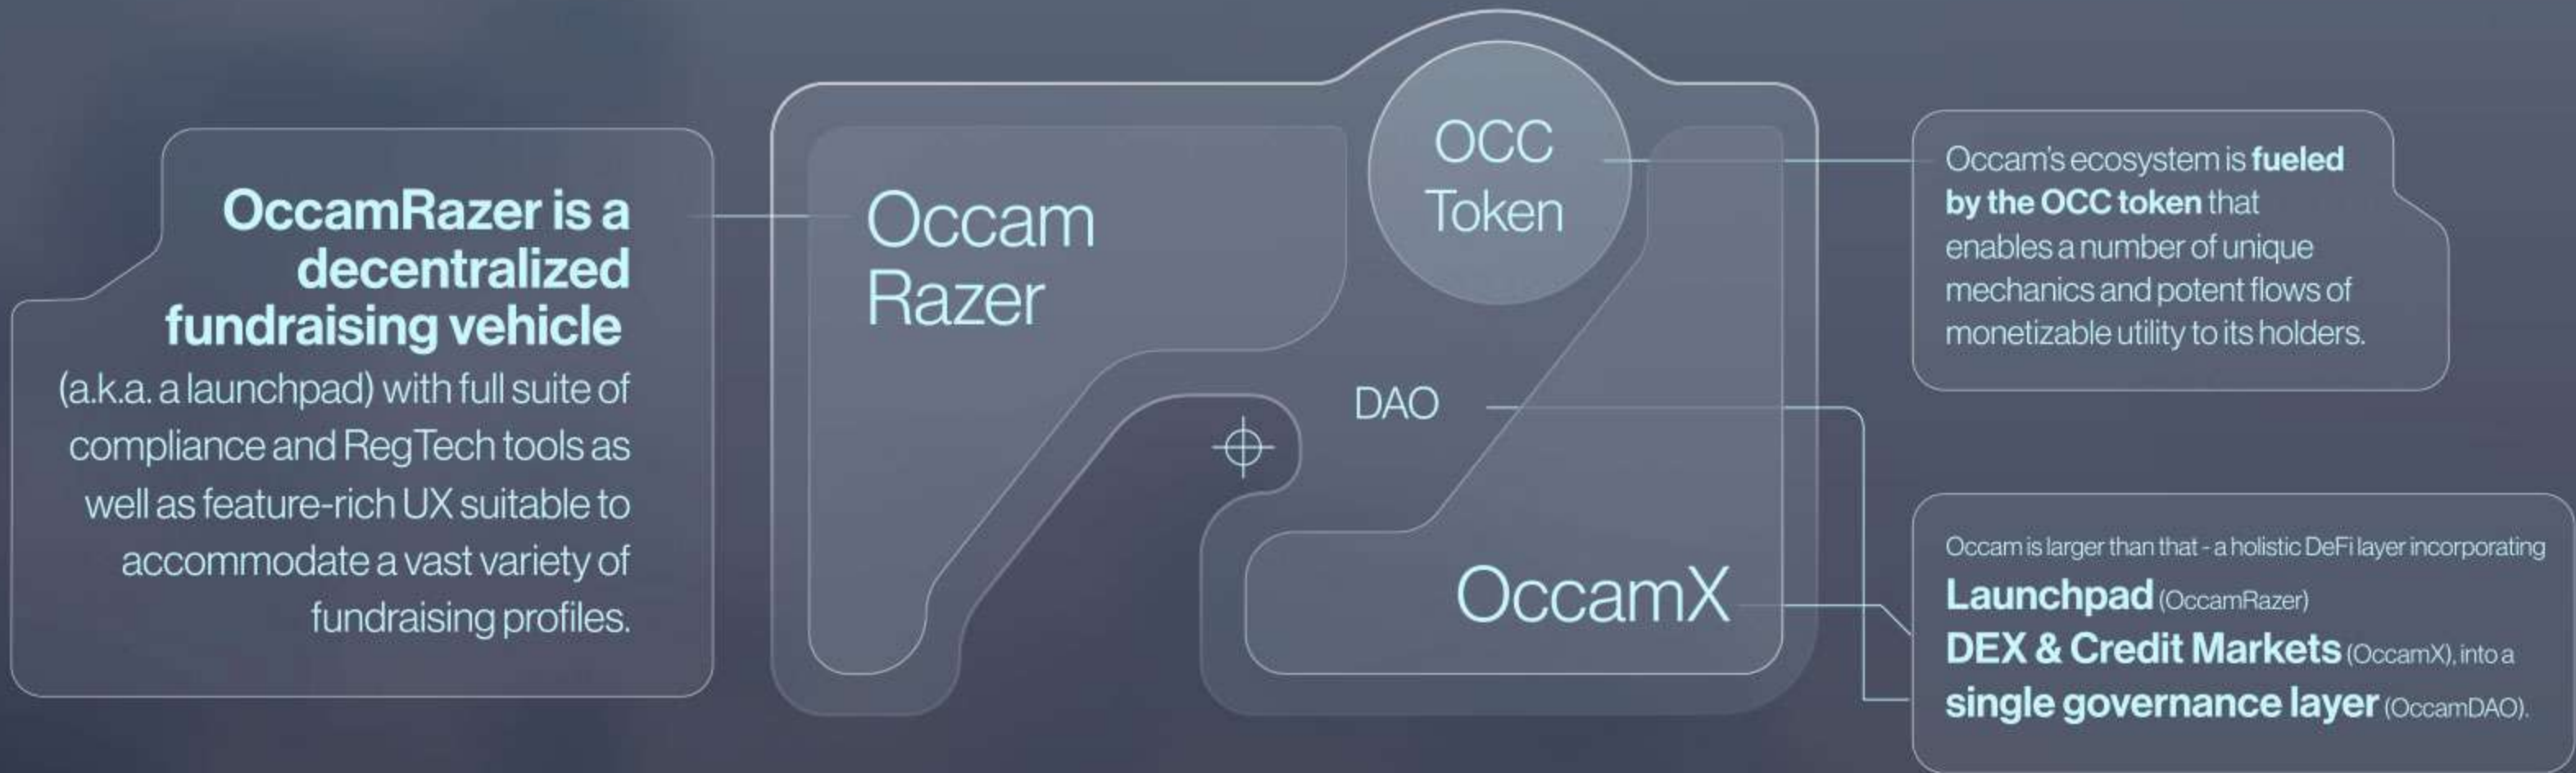 OccamRazer is a
decentralized
fundraising vehicle
(a.k.a. a launchpad) with full suite of
compliance and RegTech tools as
well as feature-rich UX suitable to
accommodate a vast variety of
fundraising profiles.
Occam
Razer
OCC
Token
DAO
OccamX
Occam's ecosystem is fueled
by the OCC token that
enables a number of unique
mechanics and potent flows of
monetizable utility to its holders.
Occam is larger than that - a holistic DeFi layer incorporating
Launchpad (OccamRazer)
DEX & Credit Markets (OccamX), into a
single governance layer (OccamDAO).